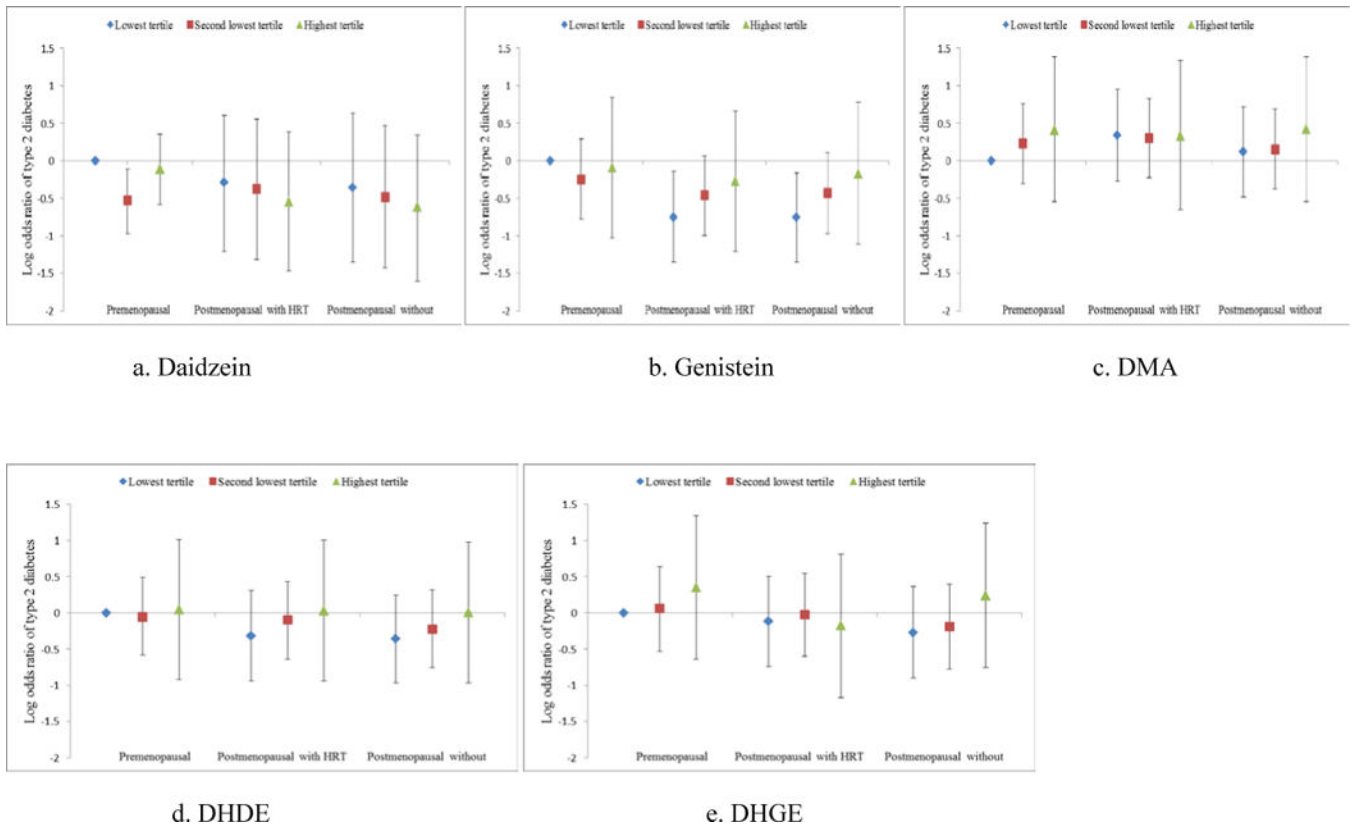 Lowest tertile Second lowest tertile Highest tertile
Log odds ratio of type 2 diabetes
1.5
1
0.5
0
-0.5
-1
-1.5
-2
Premenopausal Postmenopausal with HRT Postmenopausal without
a. Daidzein
Lowest tertile Second lowest tertile Highest tertile
Log odds ratio of type 2 diabetes
1.5
1
0.5
0
-0.5
-1
-1.5
-2
Premenopausal Postmenopausal with HRT Postmenopausal without
b. Genistein
Lowest tertile Second lowest tertile Highest tertile
Log odds ratio of type 2 diabetes
1.5
1
0.5
0
-0.5
-1
-1.5
-2
Premenopausal Postmenopausal with HRT Postmenopausal without
c. DMA
Lowest tertile Second lowest tertile Highest tertile
Log odds ratio of type 2 diabetes
1.5
1
0.5
0
-0.5
-1
-1.5
-2
Premenopausal Postmenopausal with HRT Postmenopausal without
d. DHDE
Lowest tertile Second lowest tertile Highest tertile
Log odds ratio of type 2 diabetes
1.5
1
0.5
0
-0.5
-1
-1.5
-2
Premenopausal Postmenopausal with HRT Postmenopausal without
e. DHGE